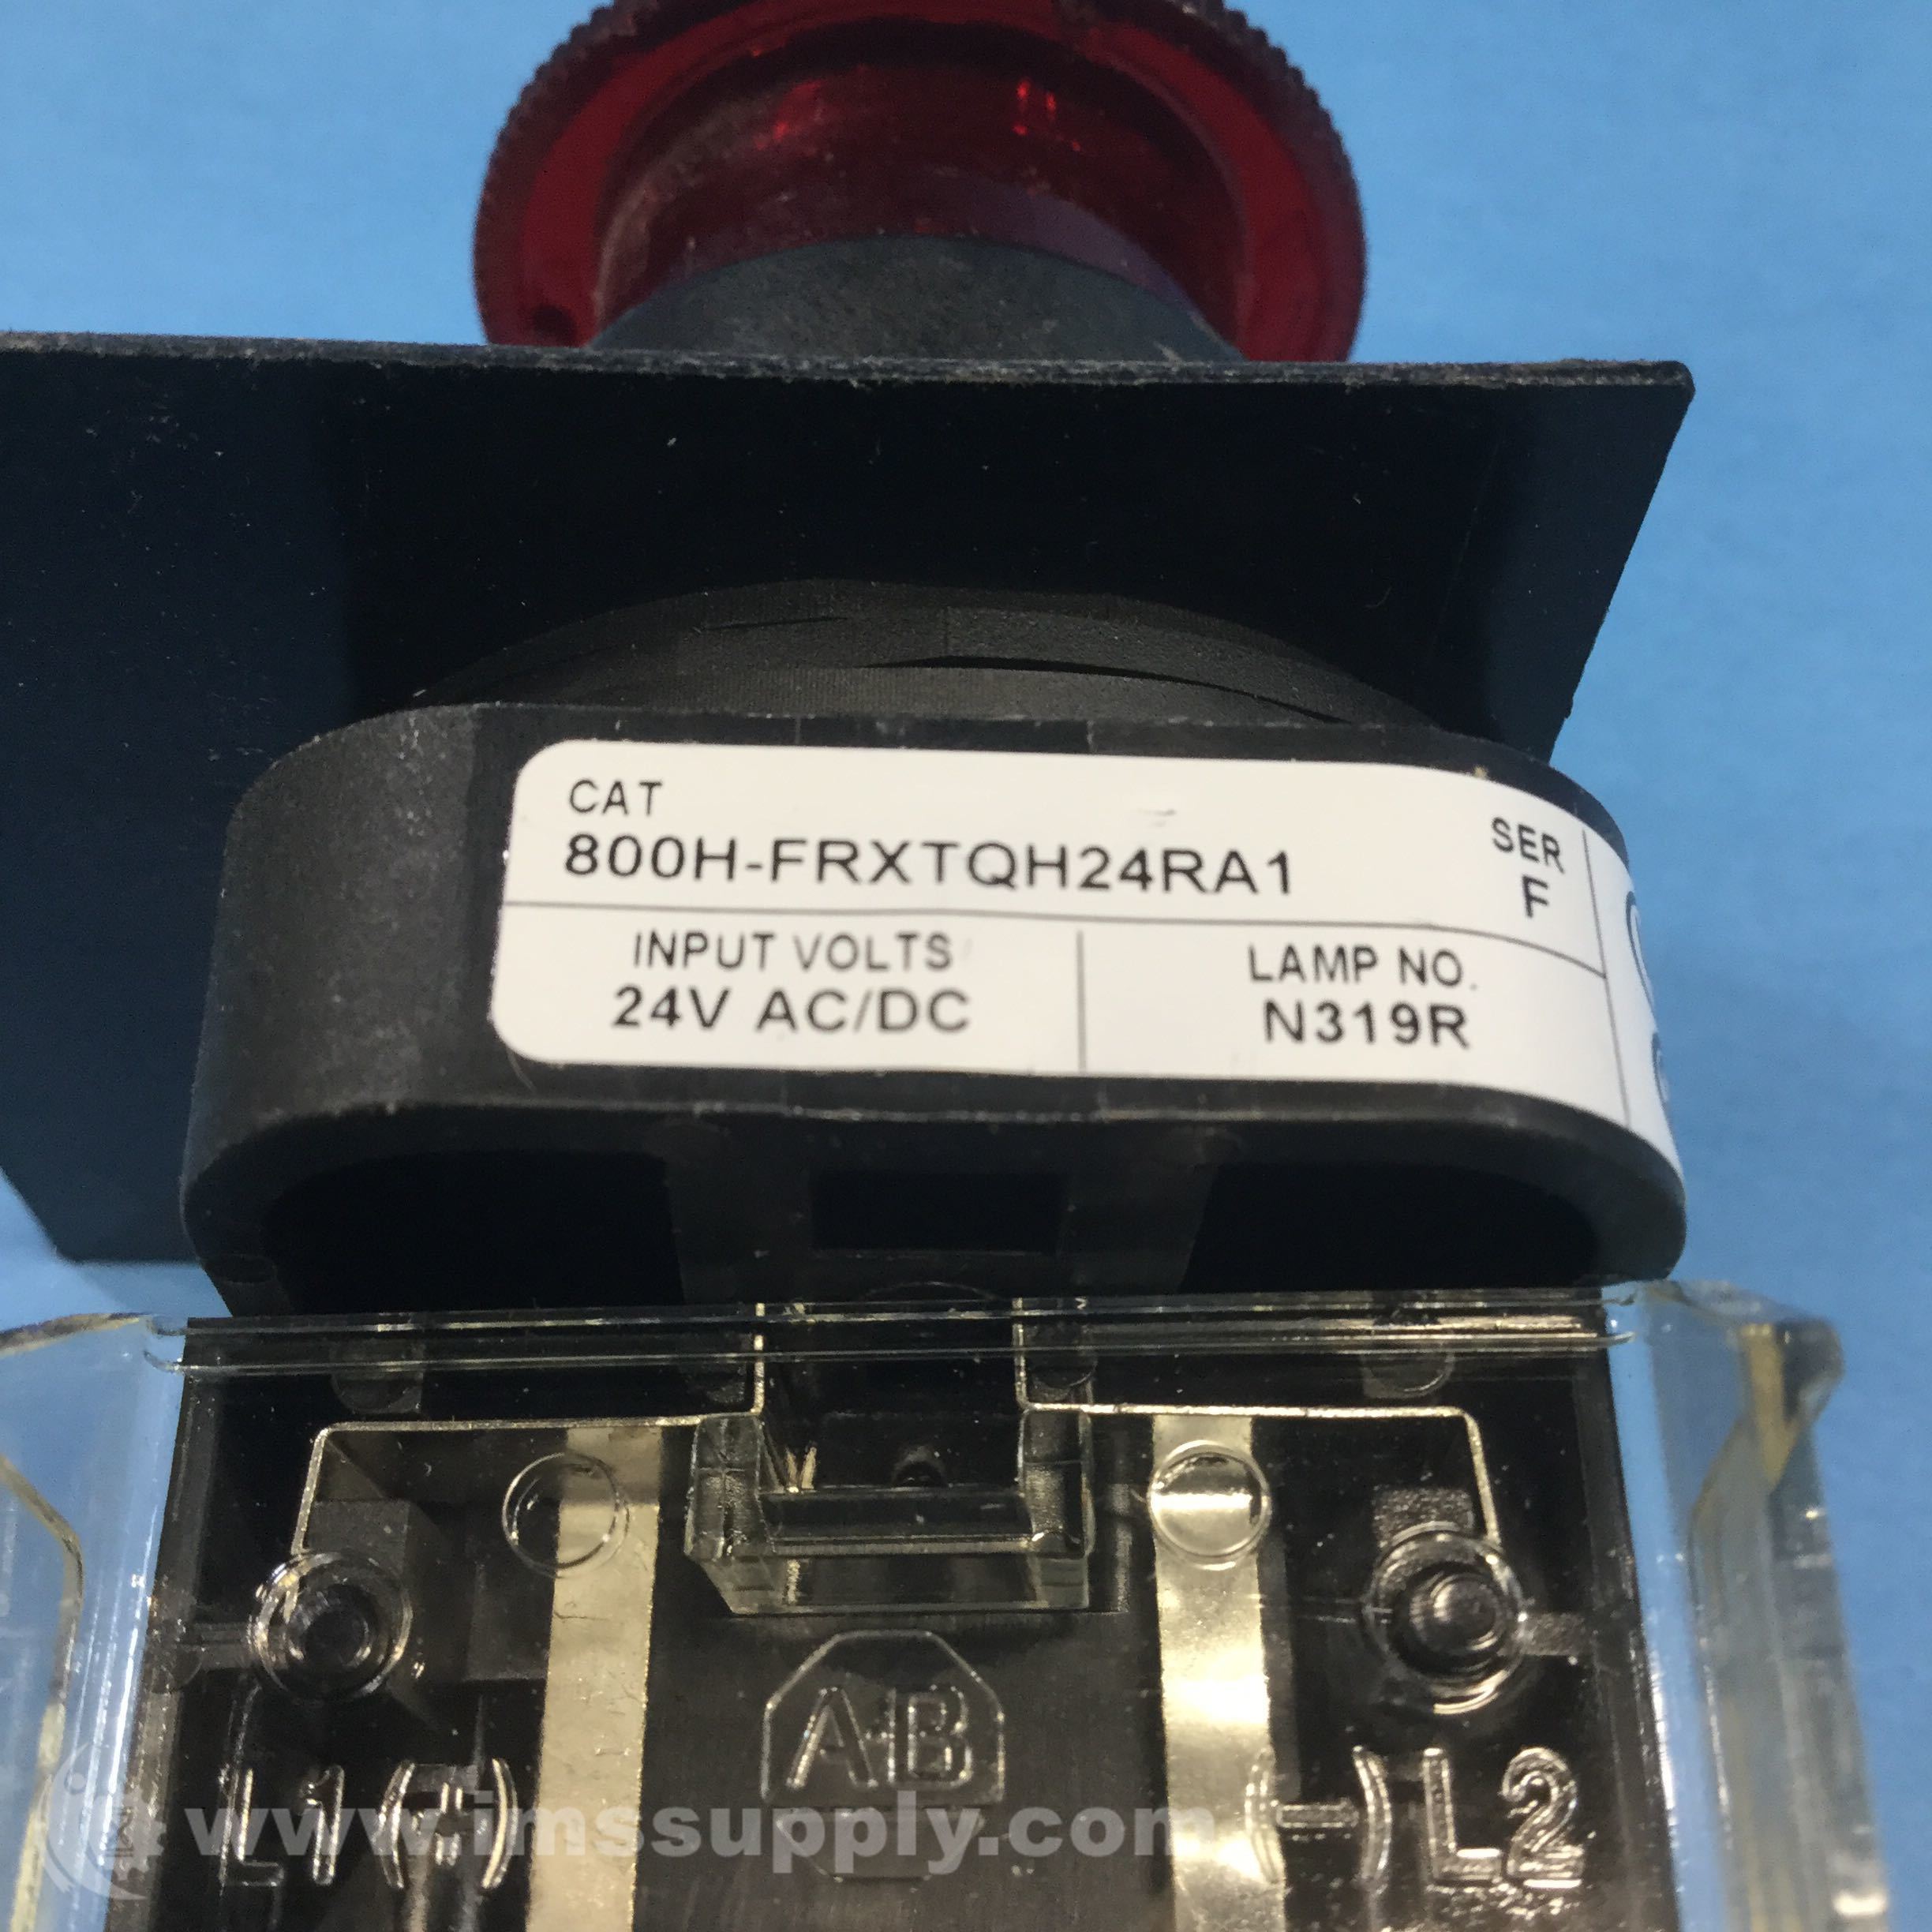 CAT
800H-FRXTQH24RA1
SER
F
INPUT VOLTS
24V AC/DC
LAMP NO.
N319R
AB
L1 (+)
(-) L2
www.imssupply.com